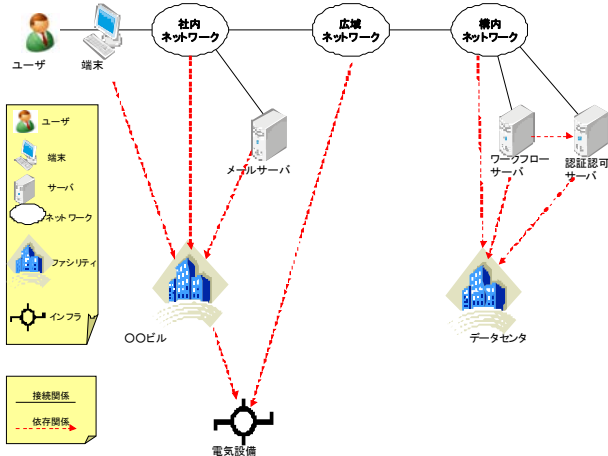 社内
ネットワーク
広域
ネットワーク
構内
ネットワーク
ユーザ
端末
メールサーバ
ワークフロー
サーバ
認証認可
サーバ
ユーザ
端末
サーバ
ネットワーク
ファシリティ
インフラ
〇〇ビル
データセンタ
接続関係
依存関係
電気設備